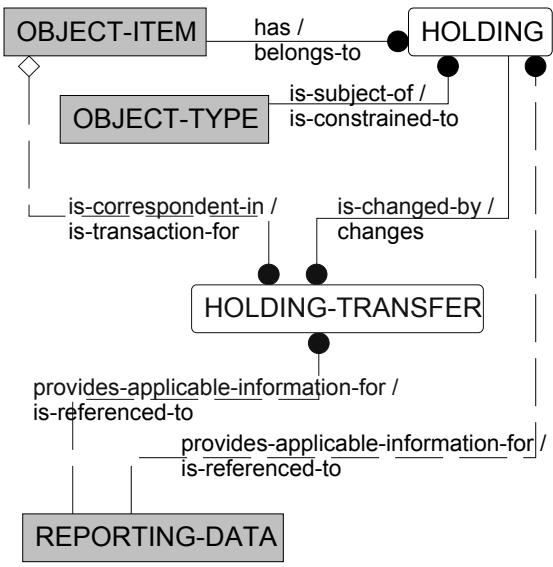 OBJECT-ITEM
has /
belongs-to
HOLDING
OBJECT-TYPE
is-subject-of /
is-constrained-to
is-correspondent-in /
is-transaction-for
is-changed-by /
changes
HOLDING-TRANSFER
provides-applicable-information-for /
is-referenced-to
provides-applicable-information-for /
is-referenced-to
REPORTING-DATA